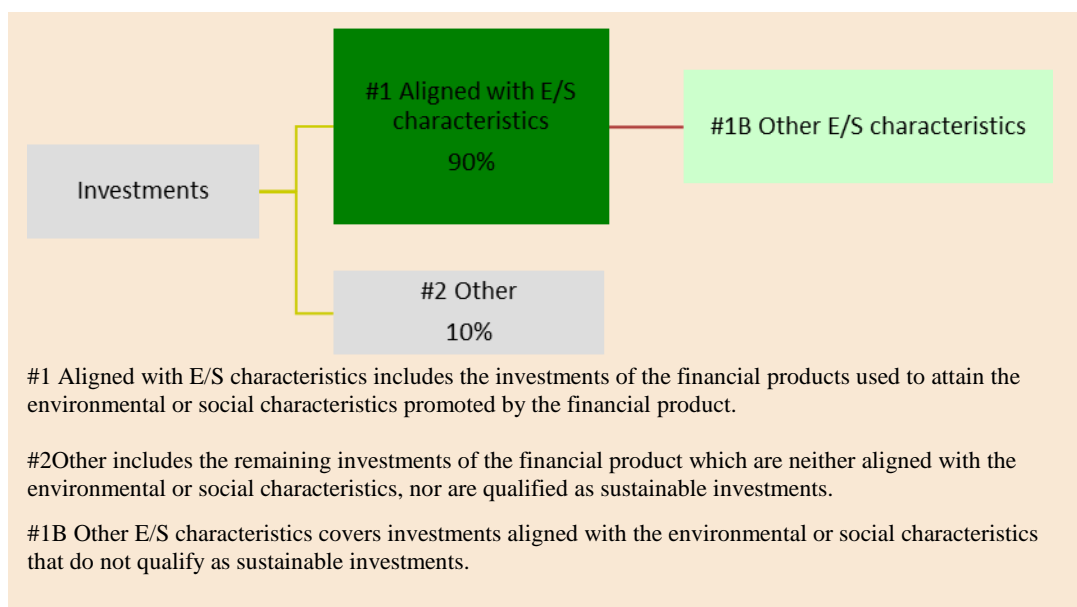 #1 Aligned with E/S
characteristics
90%
#1B Other E/S characteristics
Investments
#2 Other
10%
#1 Aligned with E/S characteristics includes the investments of the financial products used to attain the
environmental or social characteristics promoted by the financial product.
#2Other includes the remaining investments of the financial product which are neither aligned with the
environmental or social characteristics, nor are qualified as sustainable investments.
#1B Other E/S characteristics covers investments aligned with the environmental or social characteristics
that do not qualify as sustainable investments.